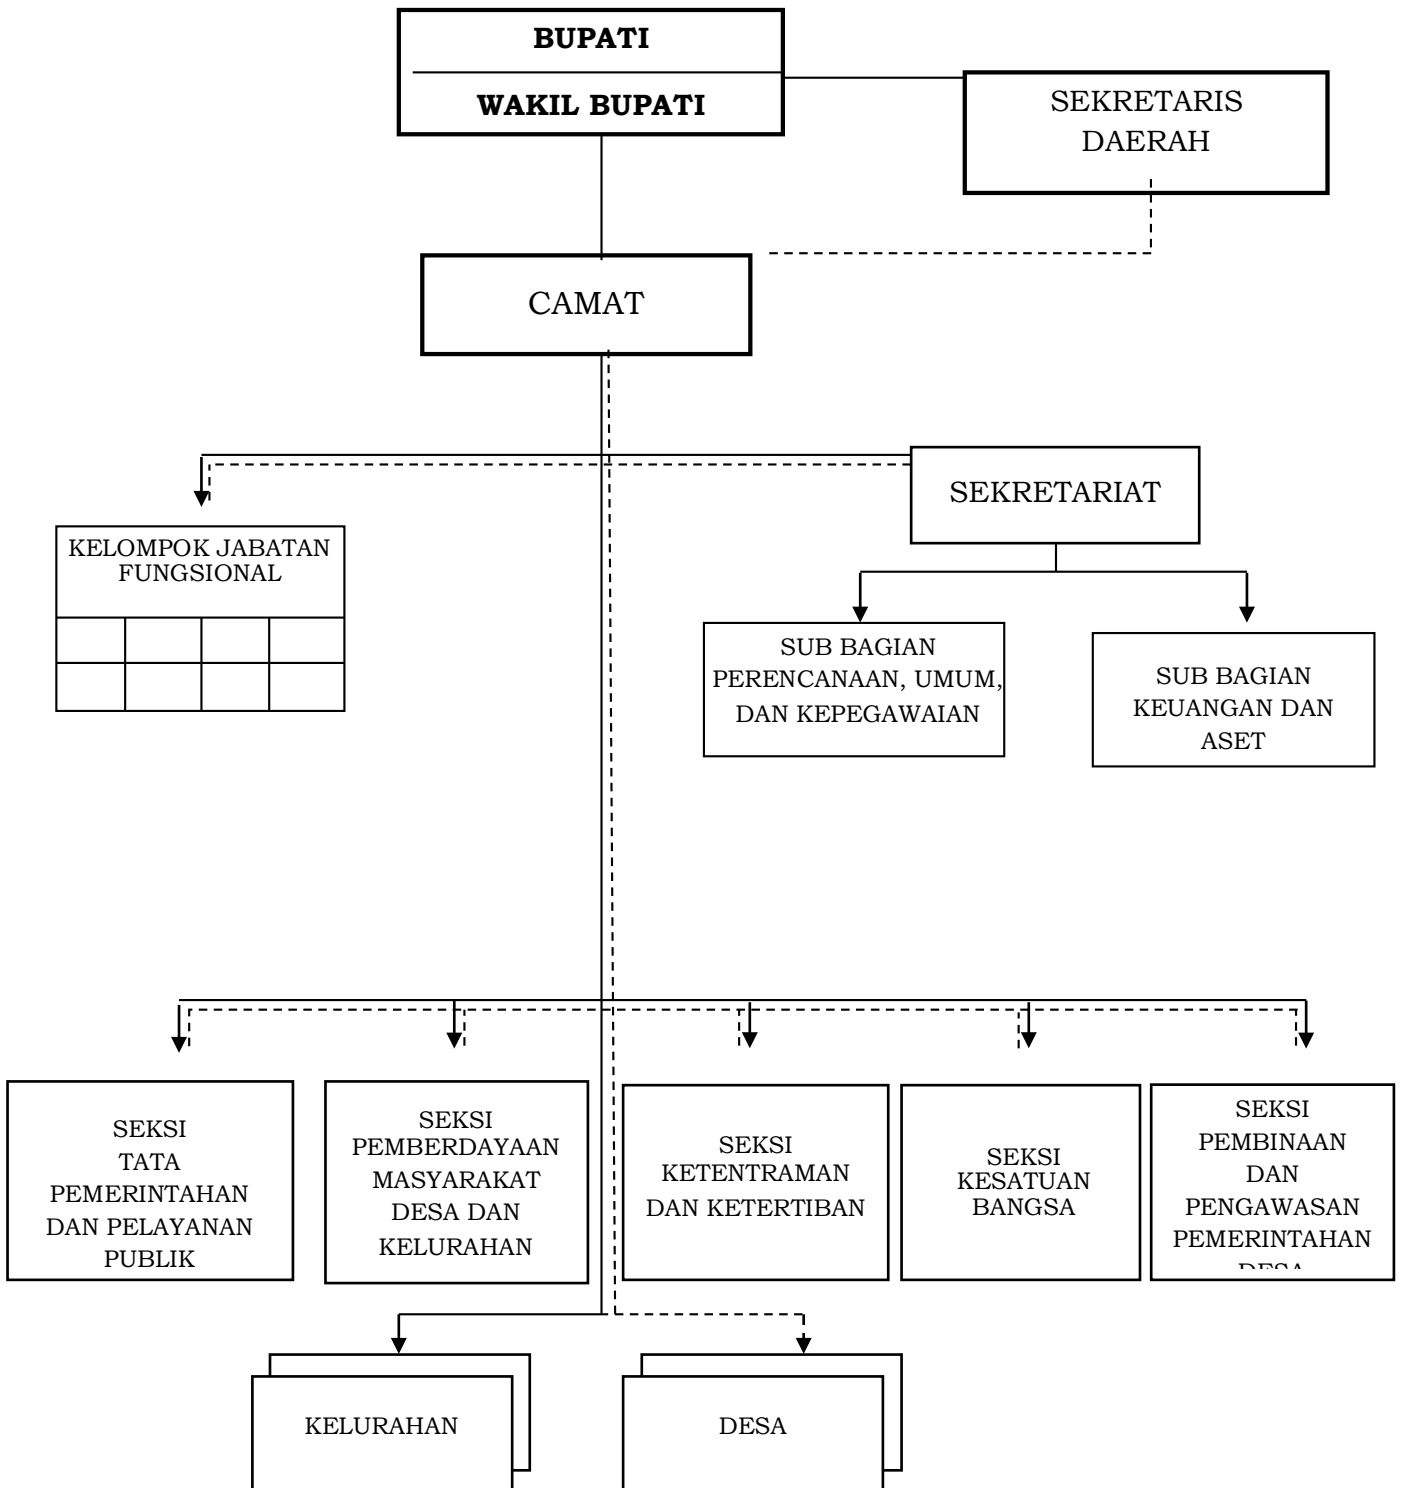 BUPATI
WAKIL BUPATI
SEKRETARIS
DAERAH
CAMAT
SEKRETARIAT
KELOMPOK JABATAN
FUNGSIONAL
SUB BAGIAN
PERENCANAAN, UMUM,
DAN KEPEGAWAIAN
SUB BAGIAN
KEUANGAN DAN
ASET
SEKSI
TATA
PEMERINTAHAN
DAN PELAYANAN
PUBLIK
SEKSI
PEMBERDAYAAN
MASYARAKAT
DESA DAN
KELURAHAN
SEKSI
KETENTRAMAN
DAN KETERTIBAN
SEKSI
KESATUAN
BANGSA
SEKSI
PEMBINAAN
DAN
PENGAWASAN
PEMERINTAHAN
DESA
KELURAHAN
DESA